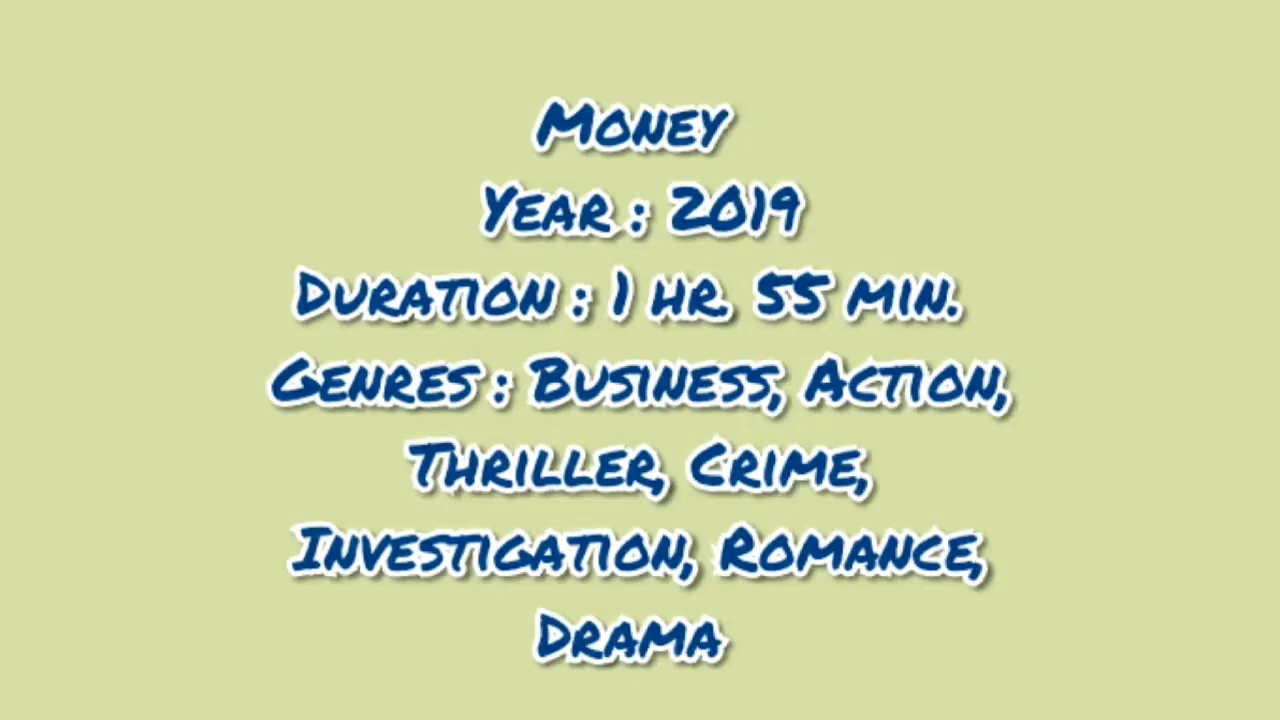 Money
Year : 2019
Duration : 1 hr. 55 min.
Genres : Business, Action,
Thriller, Crime,
Investigation, Romance,
Drama